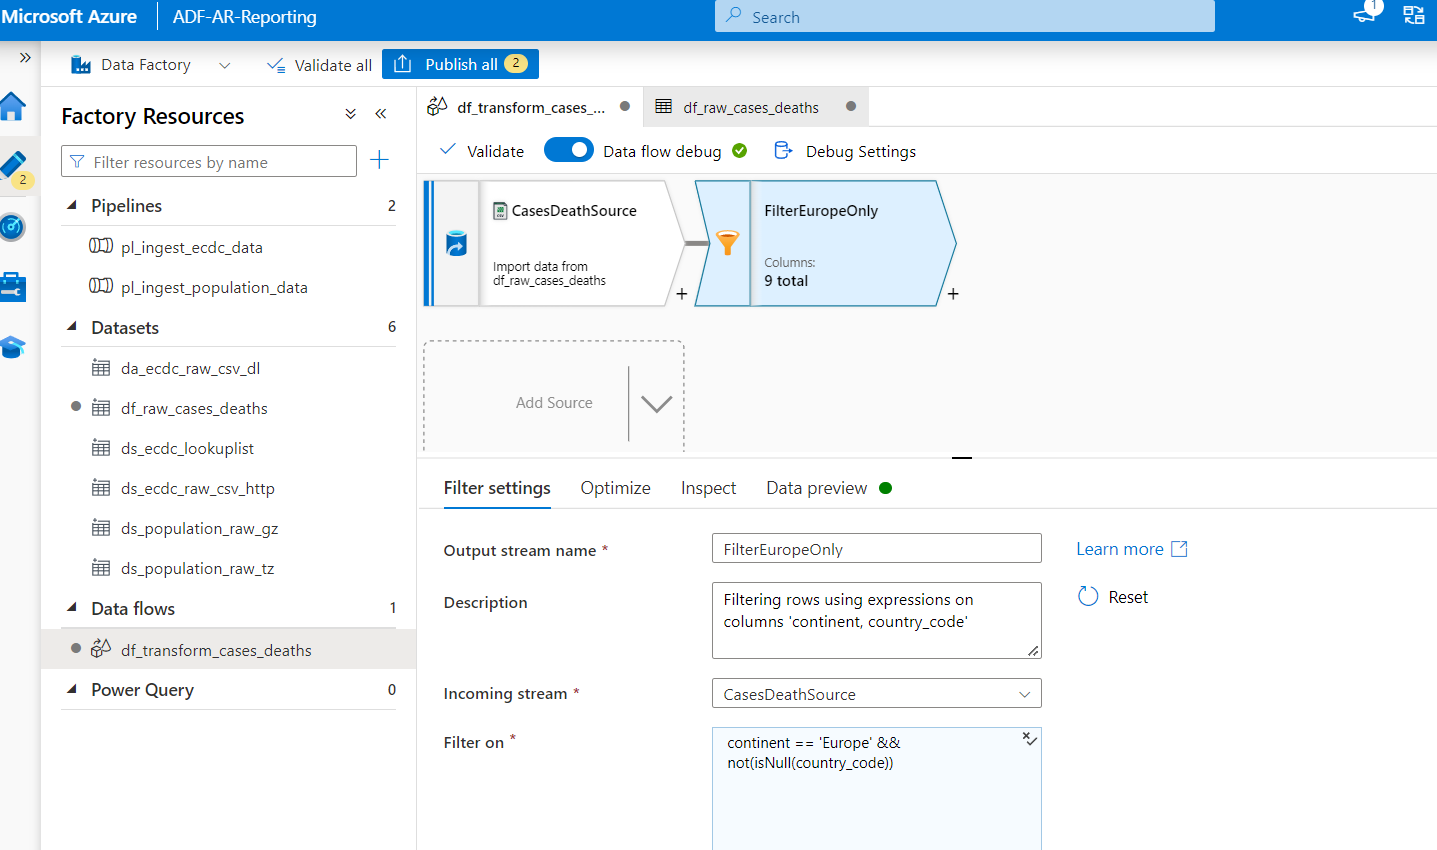 Microsoft Azure
ADF-AR-Reporting
Search
1
Data Factory
Validate all
Publish all
2
Factory Resources
Filter resources by name
2
Pipelines
2
pl_ingest_ecdc_data
pl_ingest_population_data
Datasets
6
da_ecdc_raw_csv_dl
df_raw_cases_deaths
ds_ecdc_lookuplist
ds_ecdc_raw_csv_http
ds_population_raw_gz
ds_population_raw_tz
Data flows
1
df_transform_cases_deaths
Power Query
0
df_transform_cases_...
df_raw_cases_deaths
Validate
Data flow debug
Debug Settings
CSV
CasesDeathSource
Import data from
df_raw_cases_deaths
+
FilterEuropeOnly
Columns:
9 total
+
Add Source
Filter settings
Optimize
Inspect
Data preview
Output stream name *
FilterEuropeOnly
Learn more
Description
Filtering rows using expressions on
columns 'continent, country_code'
Reset
Incoming stream *
CasesDeathSource
Filter on *
continent == 'Europe' &&
not(isNull(country_code))